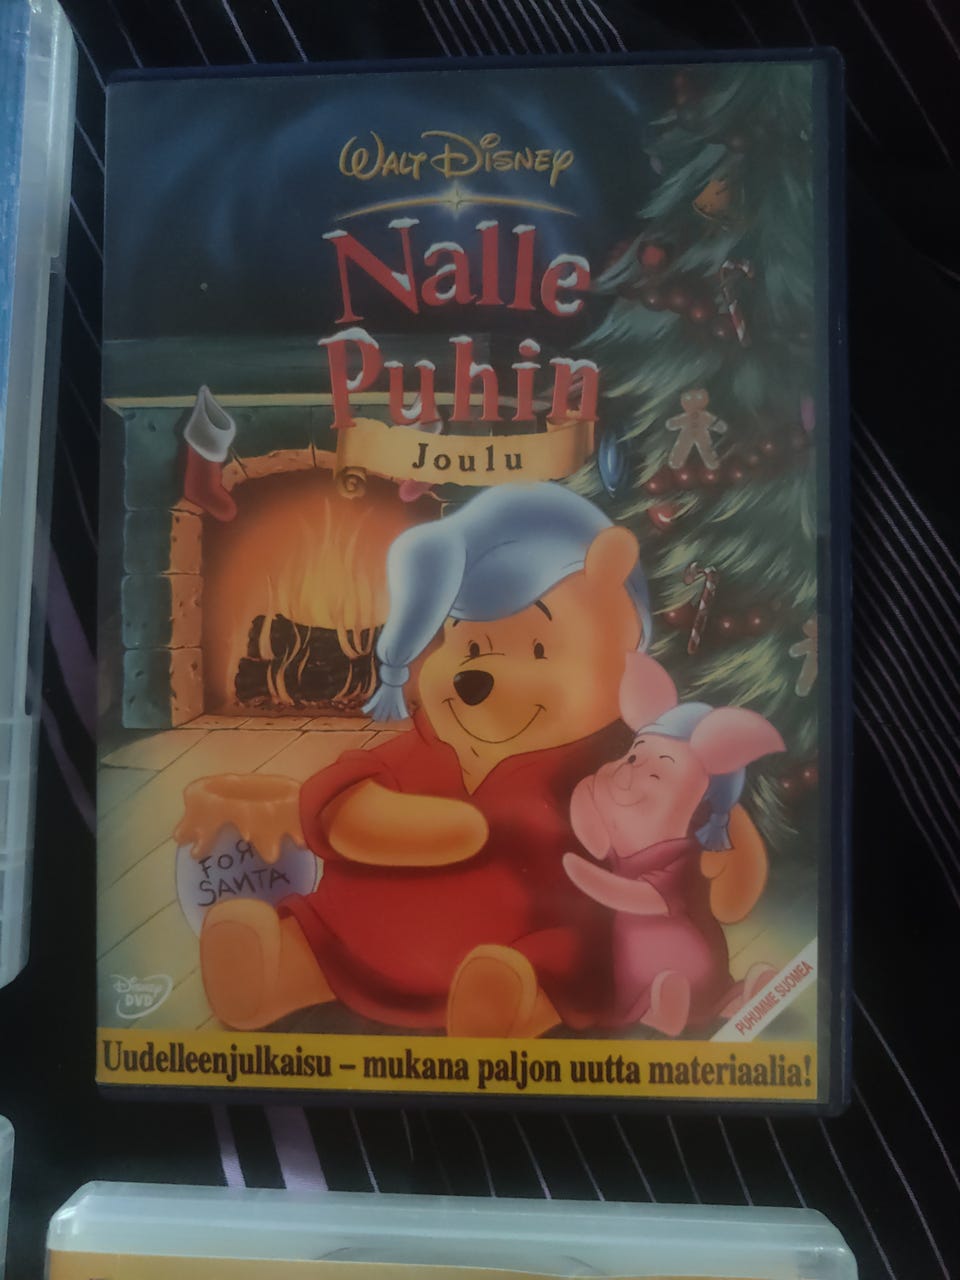 WALT DISNEY
Nalle
Puhin
Joulu
FOR
SANTA
Disney
DVD
PUHUMME SUOMEA
Uudelleenjulkaisu – mukana paljon uutta materiaalia!